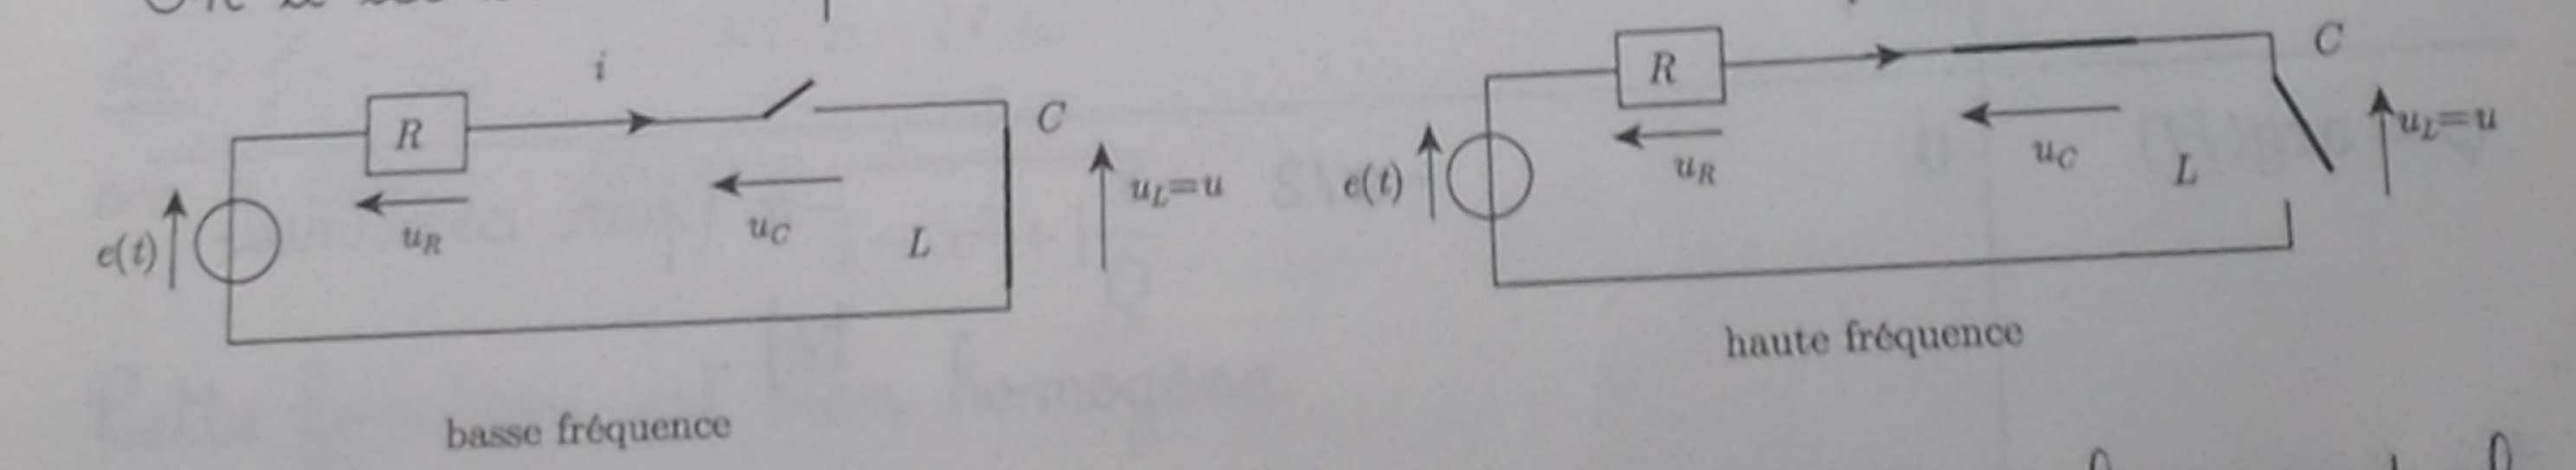 i
R
C
e(t)
u_R
u_C
L
u_L=u
basse fréquence
R
C
e(t)
u_R
u_C
L
u_L=u
haute fréquence